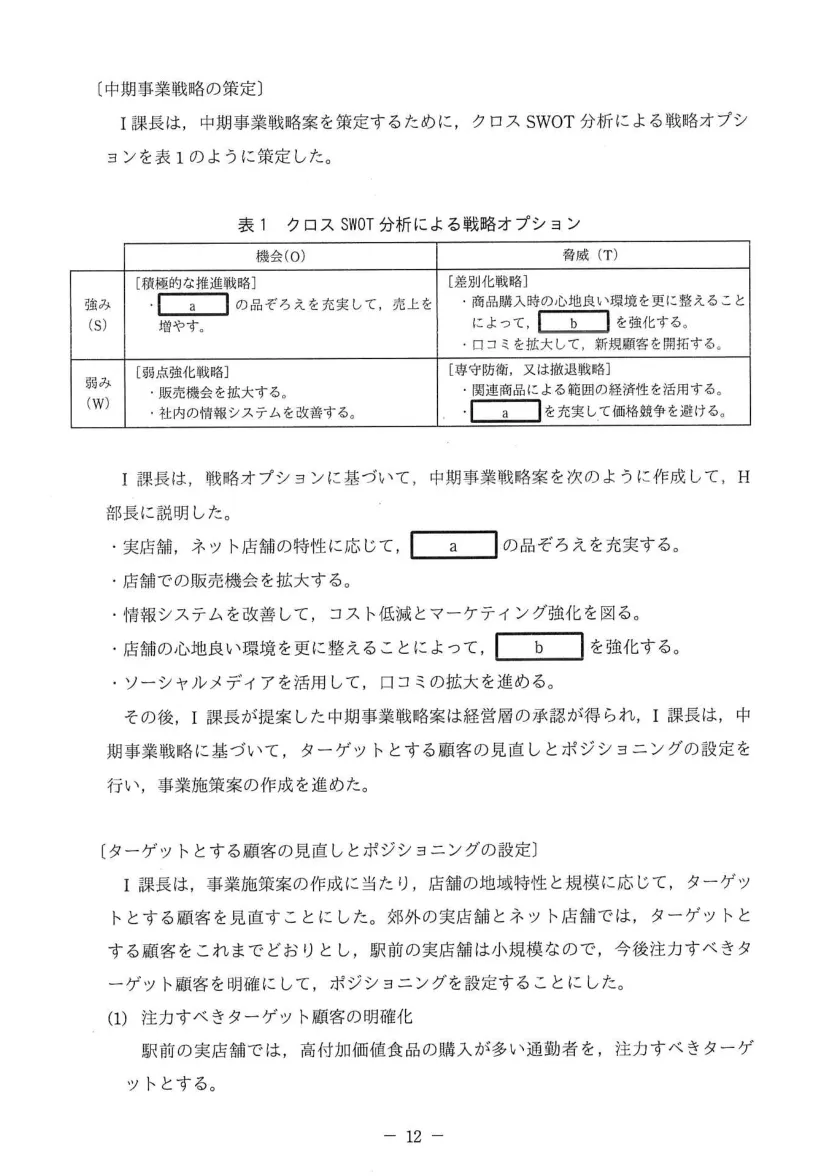 〔中期事業戦略の策定〕
I 課長は，中期事業戦略案を策定するために，クロス SWOT 分析による戦略オプシ
ョンを表 1 のように策定した。
表 1　クロス SWOT 分析による戦略オプション
機会(O)
脅威（T）
強み
（S）
[積極的な推進戦略]
・ a の品ぞろえを充実して，売上を
増やす。
[差別化戦略]
・商品購入時の心地良い環境を更に整えること
によって， b を強化する。
・口コミを拡大して，新規顧客を開拓する。
弱み
（W）
[弱点強化戦略]
・販売機会を拡大する。
・社内の情報システムを改善する。
[専守防衛，又は撤退戦略]
・関連商品による範囲の経済性を活用する。
・ a を充実して価格競争を避ける。
I 課長は，戦略オプションに基づいて，中期事業戦略案を次のように作成して，H
部長に説明した。
・実店舗，ネット店舗の特性に応じて， a の品ぞろえを充実する。
・店舗での販売機会を拡大する。
・情報システムを改善して，コスト低減とマーケティング強化を図る。
・店舗の心地良い環境を更に整えることによって， b を強化する。
・ソーシャルメディアを活用して，口コミの拡大を進める。
その後，I 課長が提案した中期事業戦略案は経営層の承認が得られ，I 課長は，中
期事業戦略に基づいて，ターゲットとする顧客の見直しとポジショニングの設定を
行い，事業施策案の作成を進めた。
〔ターゲットとする顧客の見直しとポジショニングの設定〕
I 課長は，事業施策案の作成に当たり，店舗の地域特性と規模に応じて，ターゲッ
トとする顧客を見直すことにした。郊外の実店舗とネット店舗では，ターゲットと
する顧客をこれまでどおりとし，駅前の実店舗は小規模なので，今後注力すべきタ
ーゲット顧客を明確にして，ポジショニングを設定することにした。
(1) 注力すべきターゲット顧客の明確化
駅前の実店舗では，高付加価値食品の購入が多い通勤者を，注力すべきターゲ
ットとする。
－ 12 －